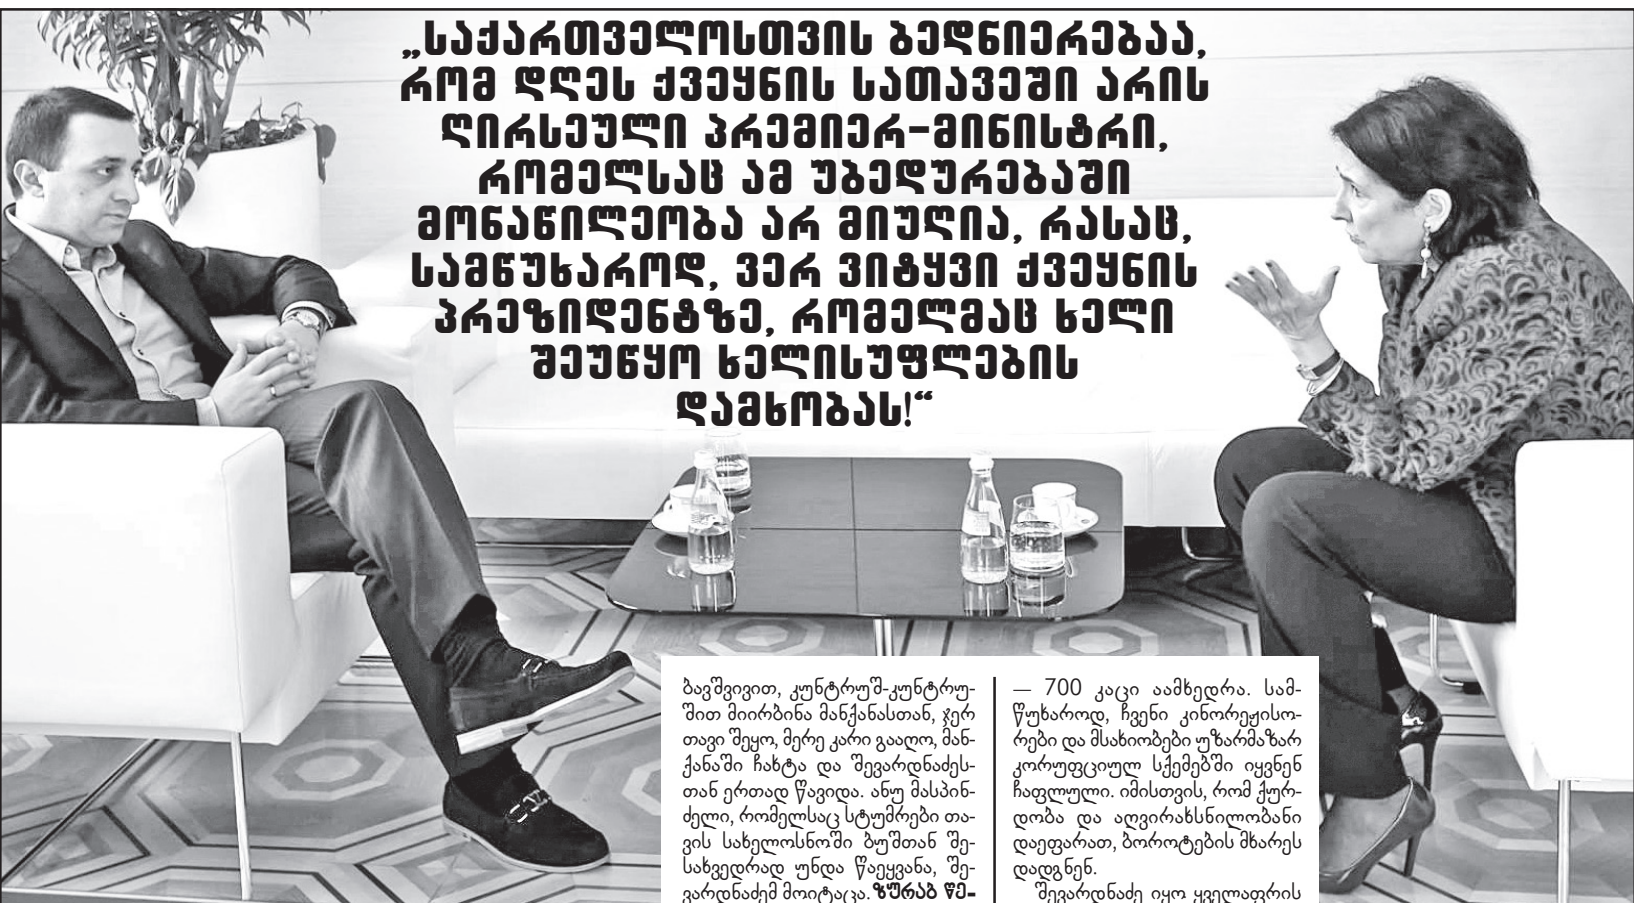 „საქართველოსთვის ბედნიერებაა,
რომ დღეს ქვეყნის სათავეში არის
ღირსეული პრემიერ-მინისტრი,
რომელსაც ამ უბედურებაში
მონაწილეობა არ მიუღია, რასაც,
სამწუხაროდ, ვერ ვიტყვი ქვეყნის
პრეზიდენტზე, რომელმაც ხელი
შეუწყო ხელისუფლების
დამხობას!“
ბავშვივით, კუნტრუშ-კუნტრუ-
შით მიირბინა მანქანასთან, ჯერ
თავი შეყო, მერე კარი გააღო, მან-
ქანაში ჩახტა და შევარდნაძეს-
თან ერთად წავიდა. ანუ მასპინ-
ძელი, რომელსაც სტუმრები თა-
ვის სახელოსნოში ბუშთან შე-
სახვედრად უნდა წაეყვანა, შე-
ვარდნაძემ მოიტაცა. ზურაბ წე-
— 700 კაცი აამხედრა. სამ-
წუხაროდ, ჩვენი კინორეჟისო-
რები და მსახიობები უზარმაზარ
კორუფციულ სქემებში იყვნენ
ჩაფლული. იმისთვის, რომ ქურ-
დობა და აღვირახსნილობანი
დაეფარათ, ბოროტების მხარეს
დადგნენ.
შევარდნაძე იყო ყველაფრის